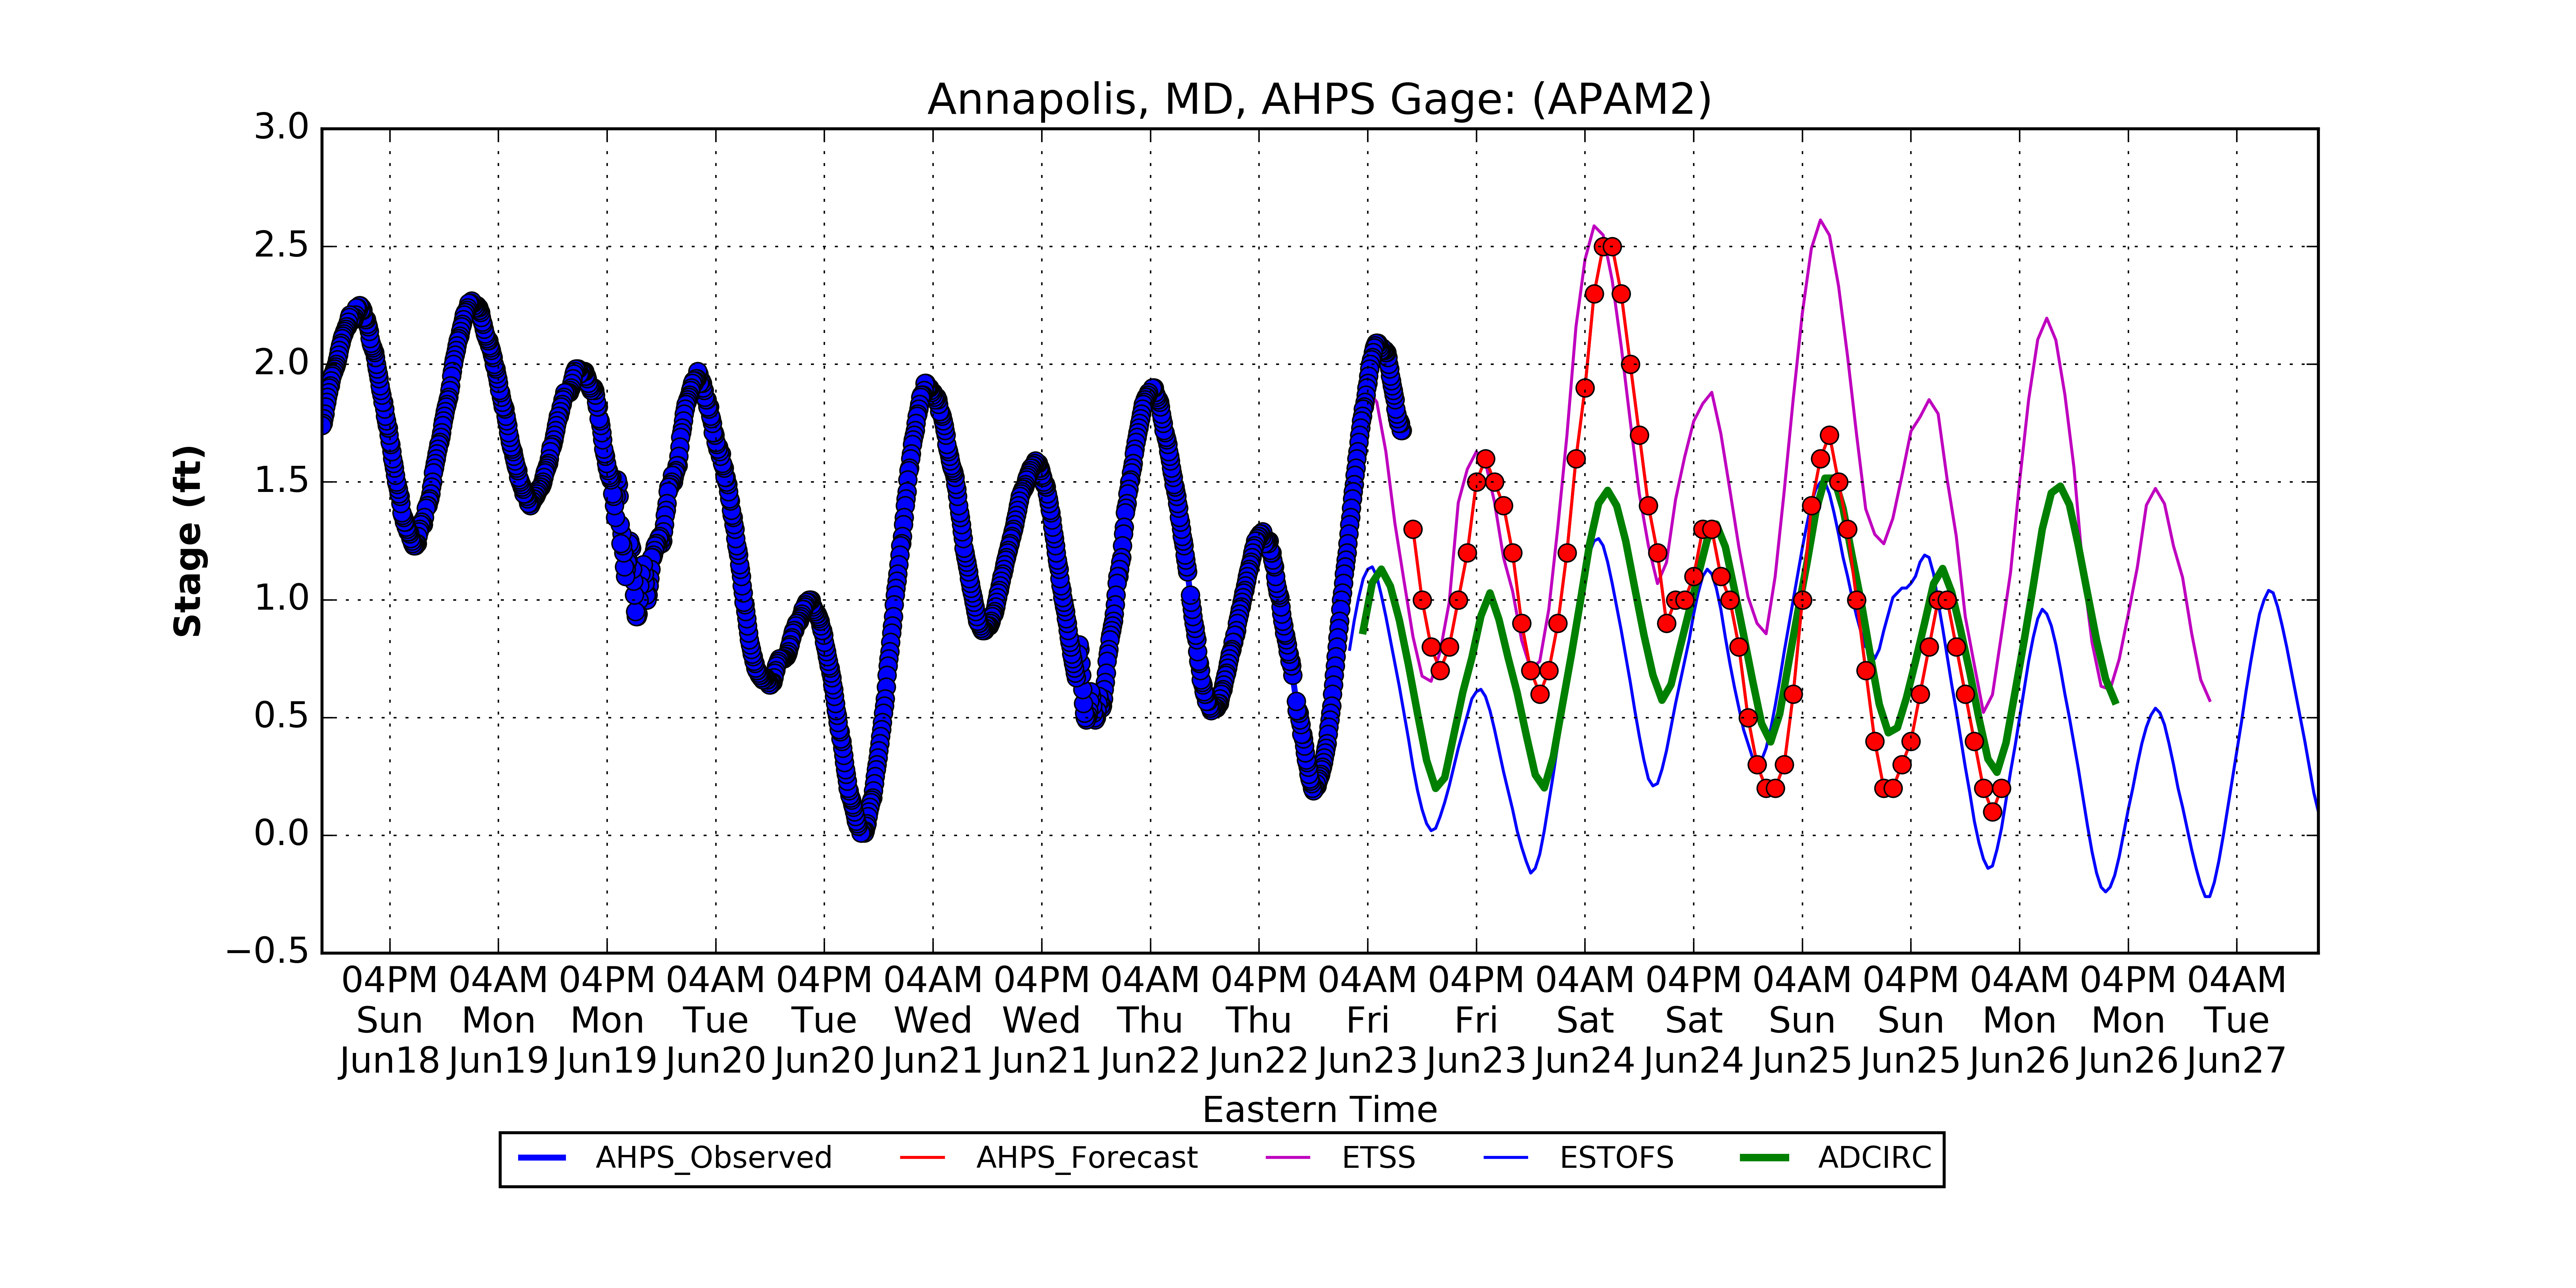 Annapolis, MD, AHPS Gage: (APAM2)
3.0
2.5
2.0
1.5
1.0
0.5
0.0
−0.5
Stage (ft)
04PM 04AM 04PM 04AM 04PM 04AM 04PM 04AM 04PM 04AM 04PM 04AM 04PM 04AM 04PM 04AM 04PM 04AM
Sun Mon Mon Tue Tue Wed Wed Thu Thu Fri Fri Sat Sat Sun Sun Mon Mon Tue
Jun18 Jun19 Jun19 Jun20 Jun20 Jun21 Jun21 Jun22 Jun22 Jun23 Jun23 Jun24 Jun24 Jun25 Jun25 Jun26 Jun26 Jun27
Eastern Time
AHPS_Observed AHPS_Forecast ETSS ESTOFS ADCIRC